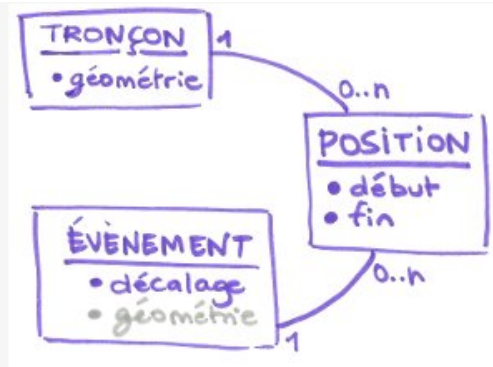 TRONÇON
• géométrie
1
0..n
POSITION
• début
• fin
0..n
ÉVÈNEMENT
• décalage
• géométrie
1